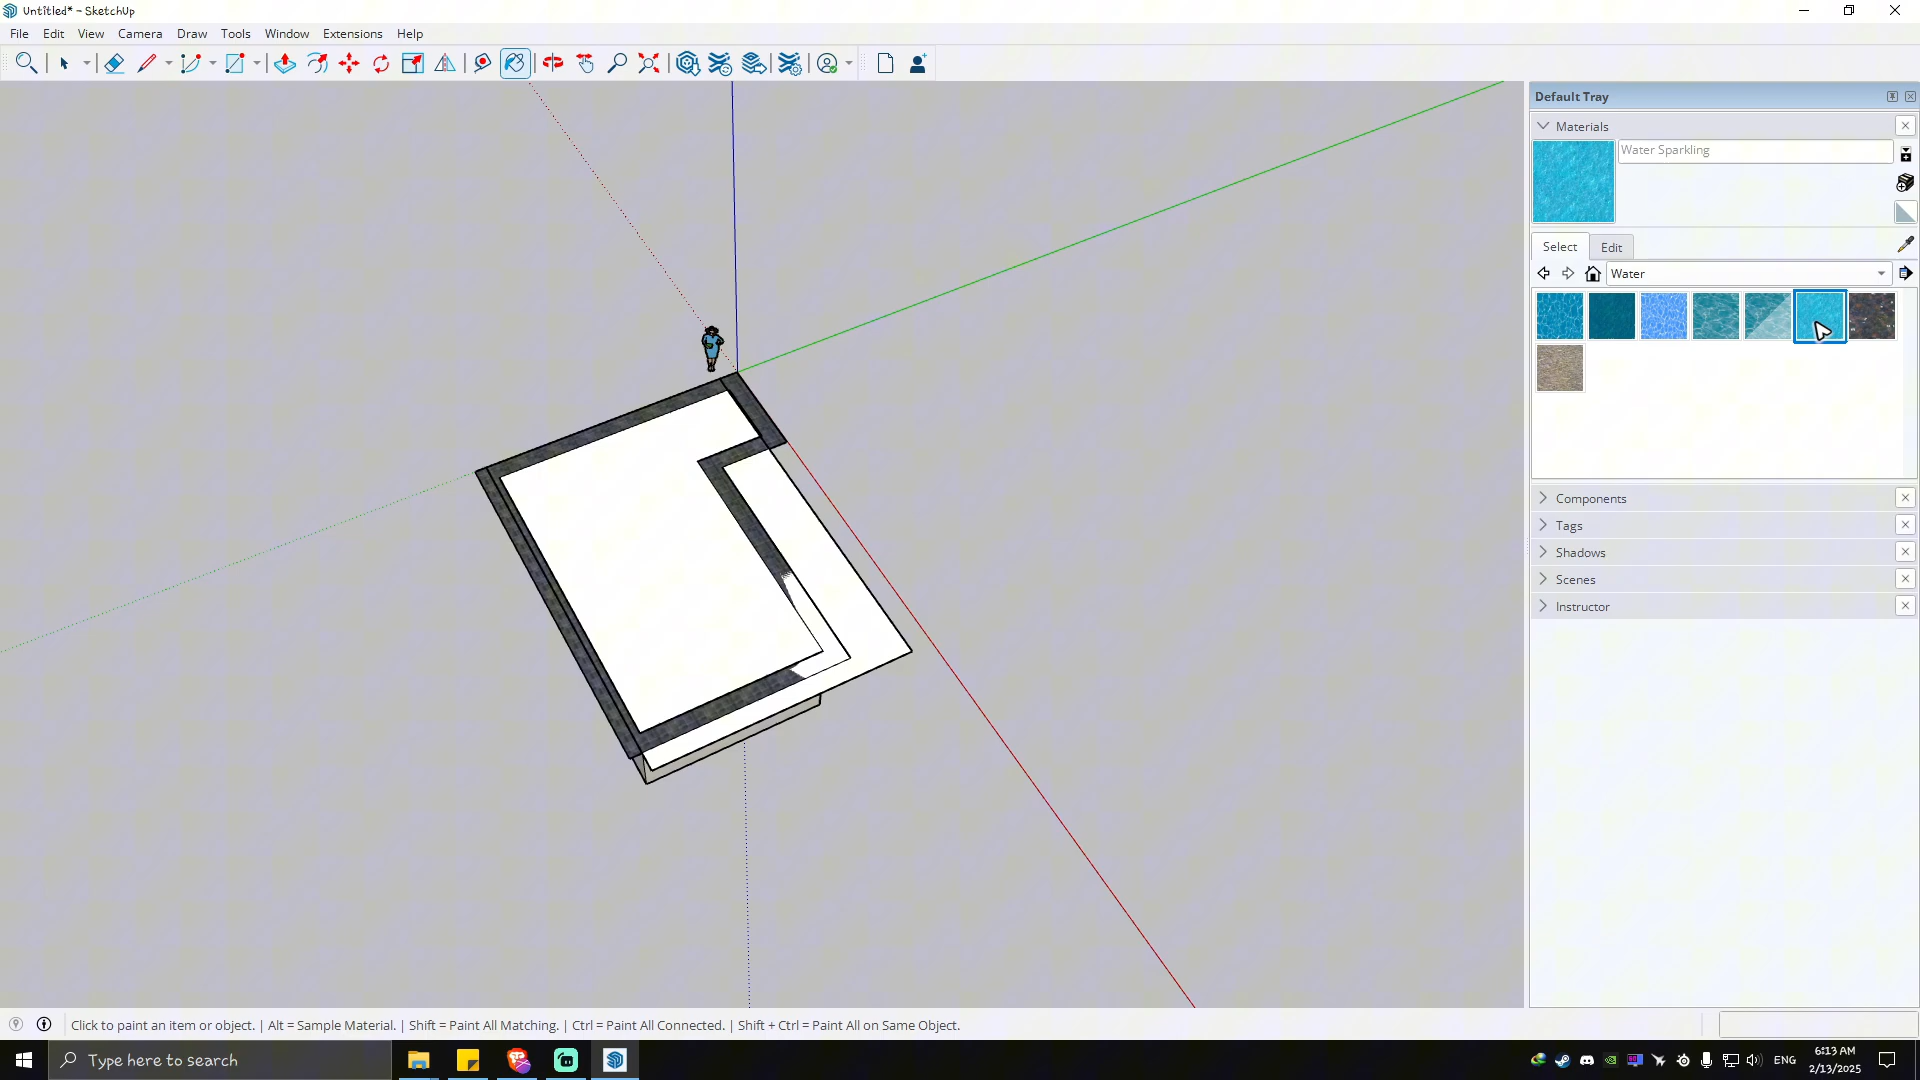 Untitled* - SketchUp
File Edit View Camera Draw Tools Window Extensions Help
Default Tray
Materials
Water Sparkling
Select Edit
Water
Components
Tags
Shadows
Scenes
Instructor
Click to paint an item or object. | Alt = Sample Material. | Shift = Paint All Matching. | Ctrl = Paint All Connected. | Shift + Ctrl = Paint All on Same Object.
Type here to search
ENG
6:13 AM
2/13/2025